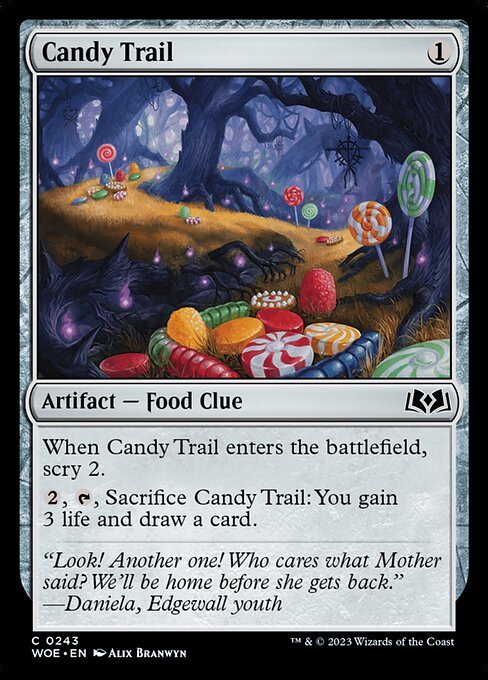 Candy Trail 1
Artifact — Food Clue
When Candy Trail enters the battlefield,
scry 2.
2, , Sacrifice Candy Trail: You gain
3 life and draw a card.
“Look! Another one! Who cares what Mother
said? We’ll be home before she gets back.”
—Daniela, Edgewall youth
C 0243
WOE • EN Alix Branwyn
™ & © 2023 Wizards of the Coast